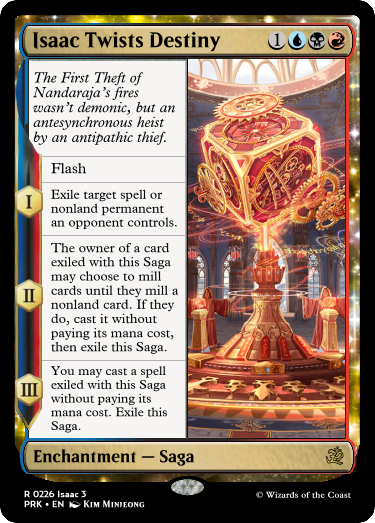 Isaac Twists Destiny
1
The First Theft of
Nandaraja's fires
wasn't demonic, but an
antesynchronous heist
by an antipathic thief.
Flash
I
Exile target spell or
nonland permanent
an opponent controls.
II
The owner of a card
exiled with this Saga
may choose to mill
cards until they mill a
nonland card. If they
do, cast it without
paying its mana cost,
then exile this Saga.
III
You may cast a spell
exiled with this Saga
without paying its
mana cost. Exile this
Saga.
Enchantment — Saga
R 0226 Isaac 3
PRK • EN Kim Minjeong
© Wizards of the Coast